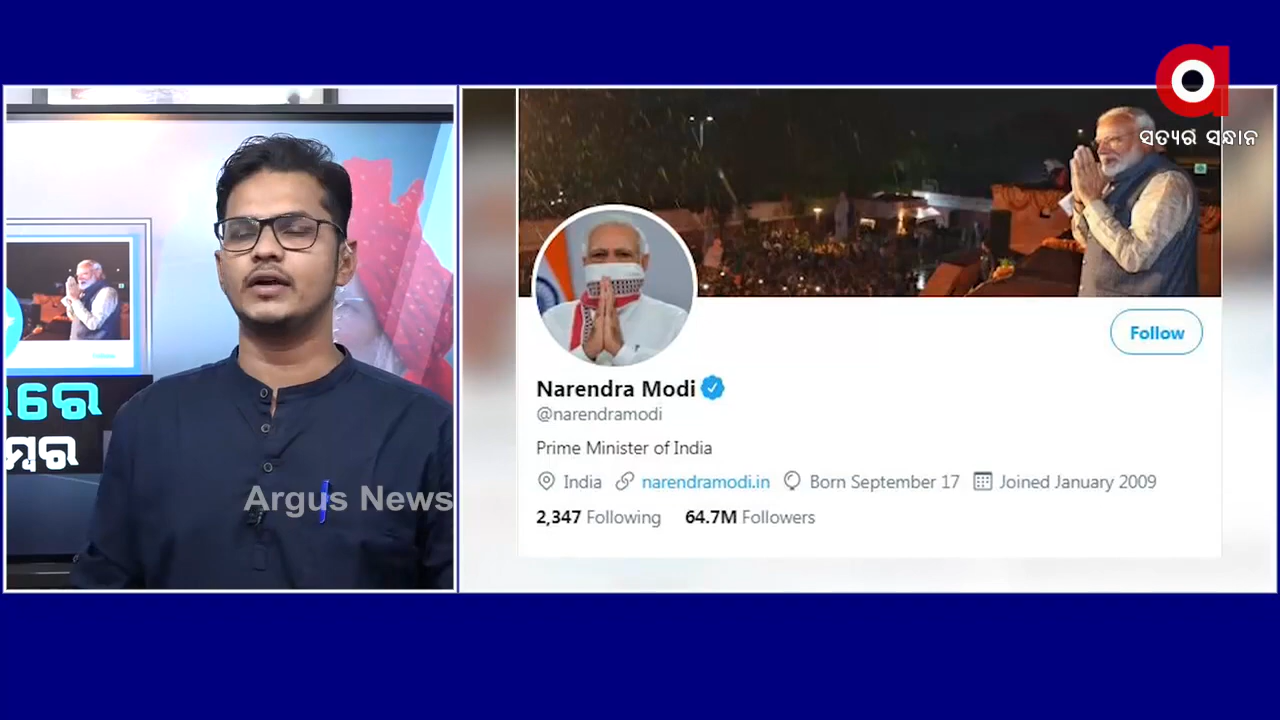 ସତ୍ୟର ସନ୍ଧାନ
Follow
Narendra Modi
@narendramodi
Prime Minister of India
India narendramodi.in Born September 17 Joined January 2009
2,347 Following 64.7M Followers
Argus News